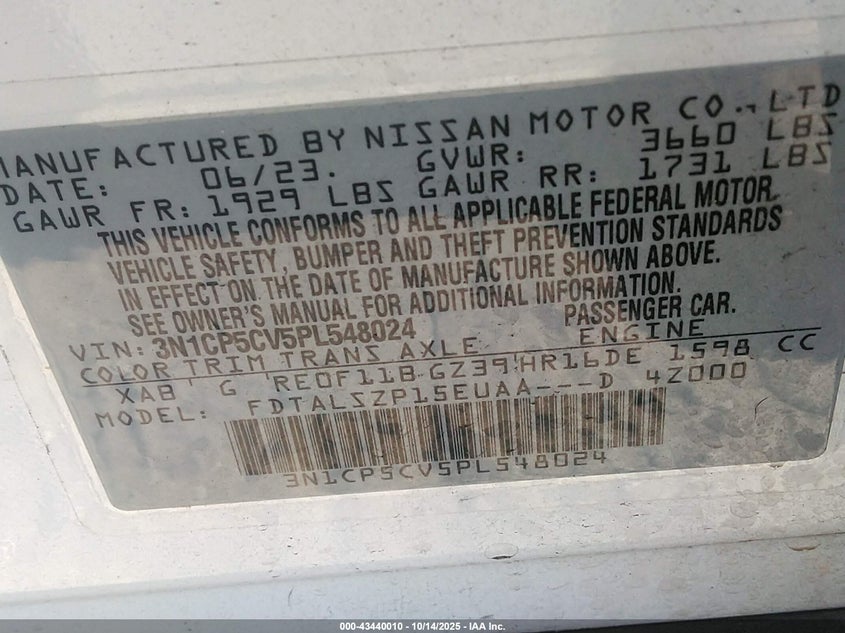 MANUFACTURED BY NISSAN MOTOR CO., LTD
DATE: 06/23. GVWR: 3660 LBS
GAWR FR: 1929 LBS GAWR RR: 1731 LBS
THIS VEHICLE CONFORMS TO ALL APPLICABLE FEDERAL MOTOR
VEHICLE SAFETY, BUMPER AND THEFT PREVENTION STANDARDS
IN EFFECT ON THE DATE OF MANUFACTURE SHOWN ABOVE.
SEE OWNER'S MANUAL FOR ADDITIONAL INFORMATION.
VIN: 3N1CP5CV5PL548024 PASSENGER CAR.
COLOR TRIM TRANS AXLE ENGINE
XAB G RE0F11B GZ39 HR16DE 1598 CC
MODEL: FDTALSZP15EUAA---D 4Z000
3N1CP5CV5PL548024
000-43440010 - 10/14/2025 - IAA Inc.